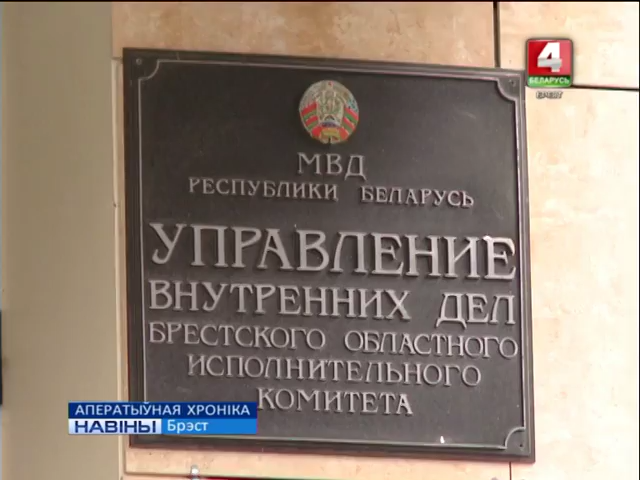 4
БЕЛАРУСЬ
БРЭСТ
МВД
РЕСПУБЛИКИ БЕЛАРУСЬ
УПРАВЛЕНИЕ
ВНУТРЕННИХ ДЕЛ
БРЕСТСКОГО ОБЛАСТНОГО
ИСПОЛНИТЕЛЬНОГО
КОМИТЕТА
АПЕРАТЫЎНАЯ ХРОНІКА
НАВІНЫ Брэст